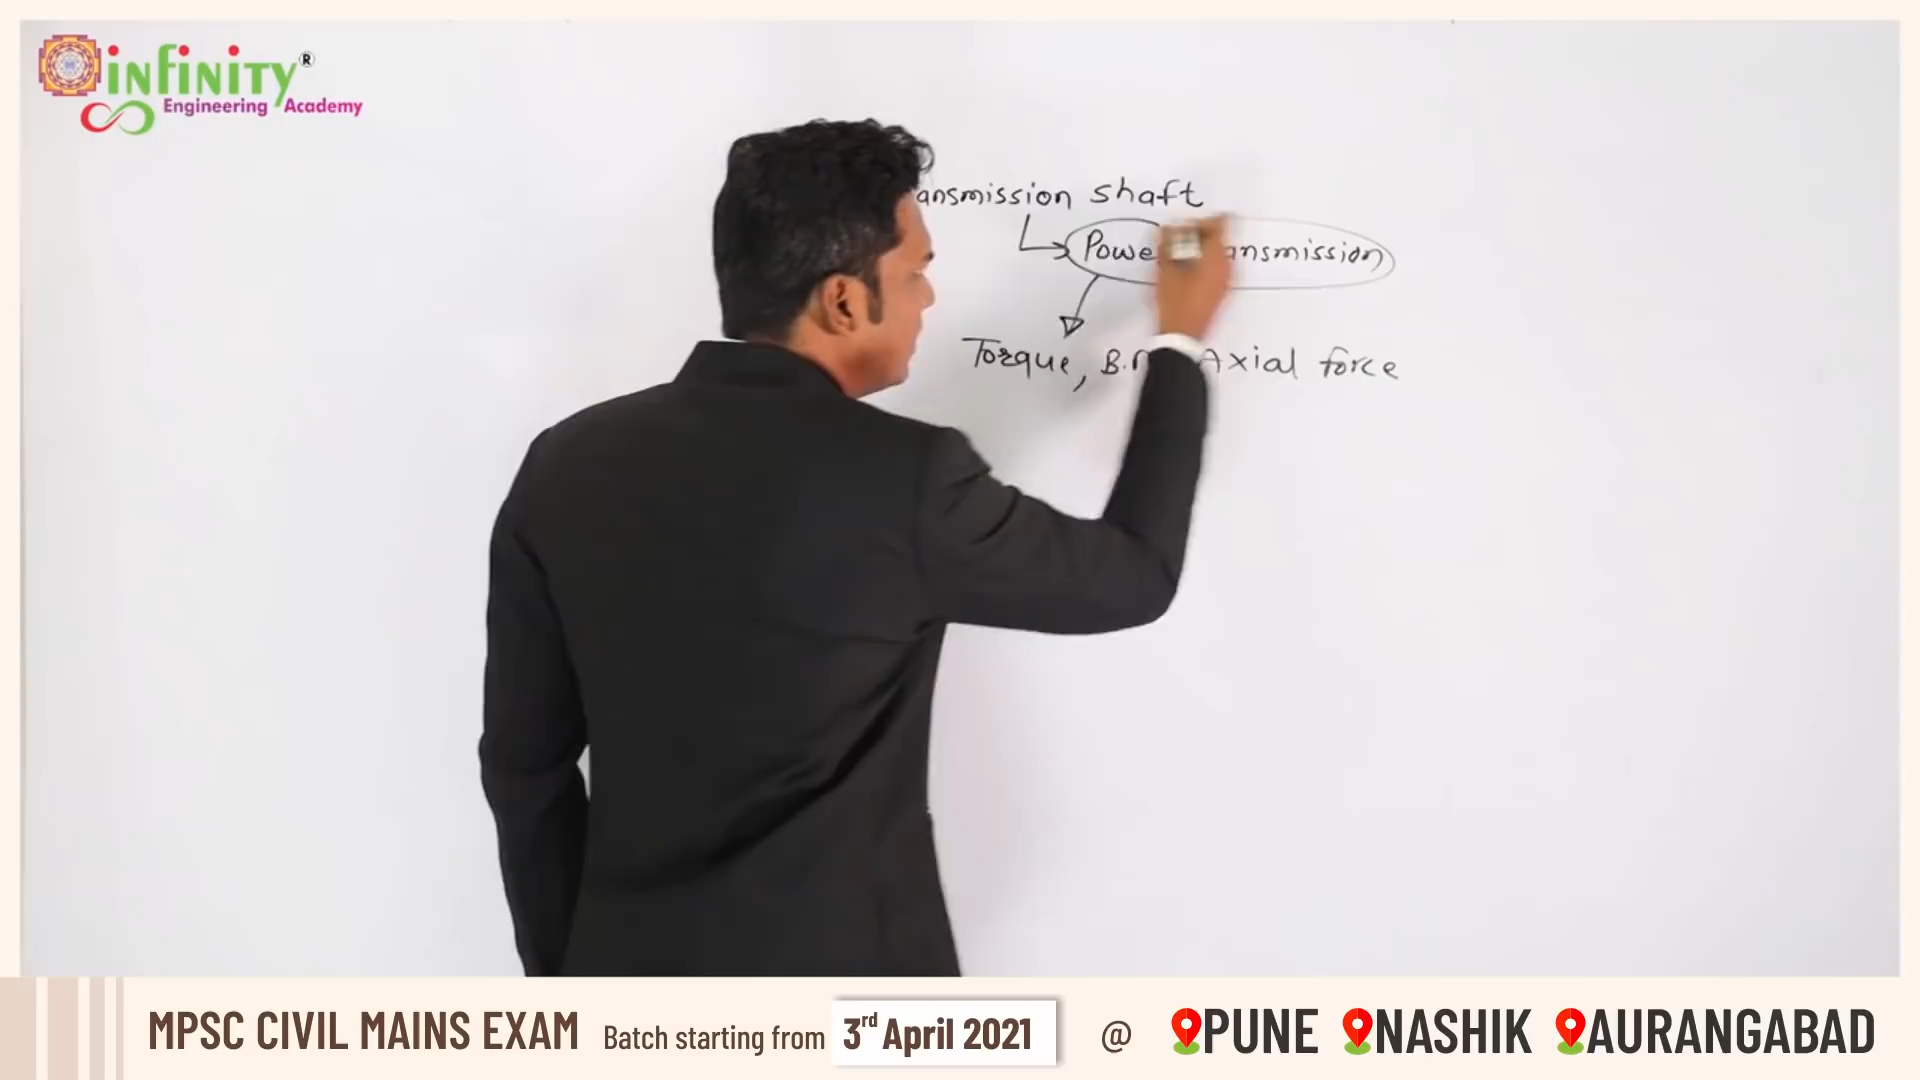 infinity®
Engineering Academy
ansmission shaft
Powe ansmission
Torque, B. Axial force
MPSC CIVIL MAINS EXAM Batch starting from 3rd April 2021 @ PUNE NASHIK AURANGABAD